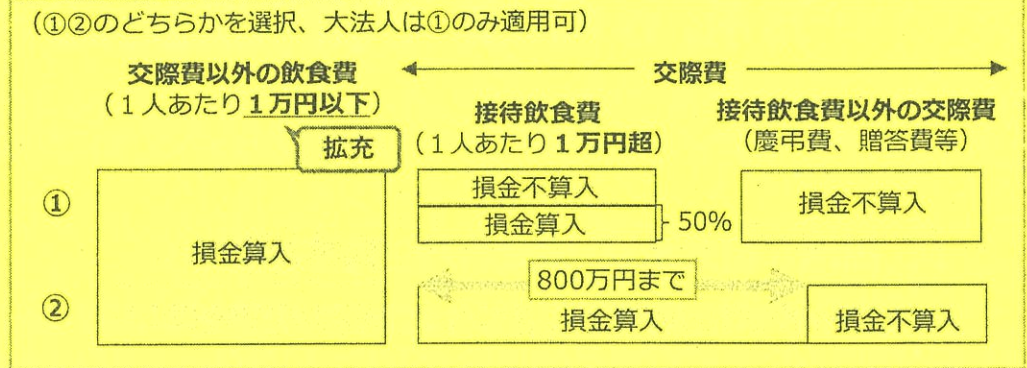 （①②のどちらかを選択、大法人は①のみ適用可）
交際費以外の飲食費
（１人あたり１万円以下）
拡充
交際費
接待飲食費
（１人あたり１万円超）
接待飲食費以外の交際費
（慶弔費、贈答費等）
①
損金算入
損金不算入
損金算入
50%
損金不算入
②
800万円まで
損金算入
損金不算入